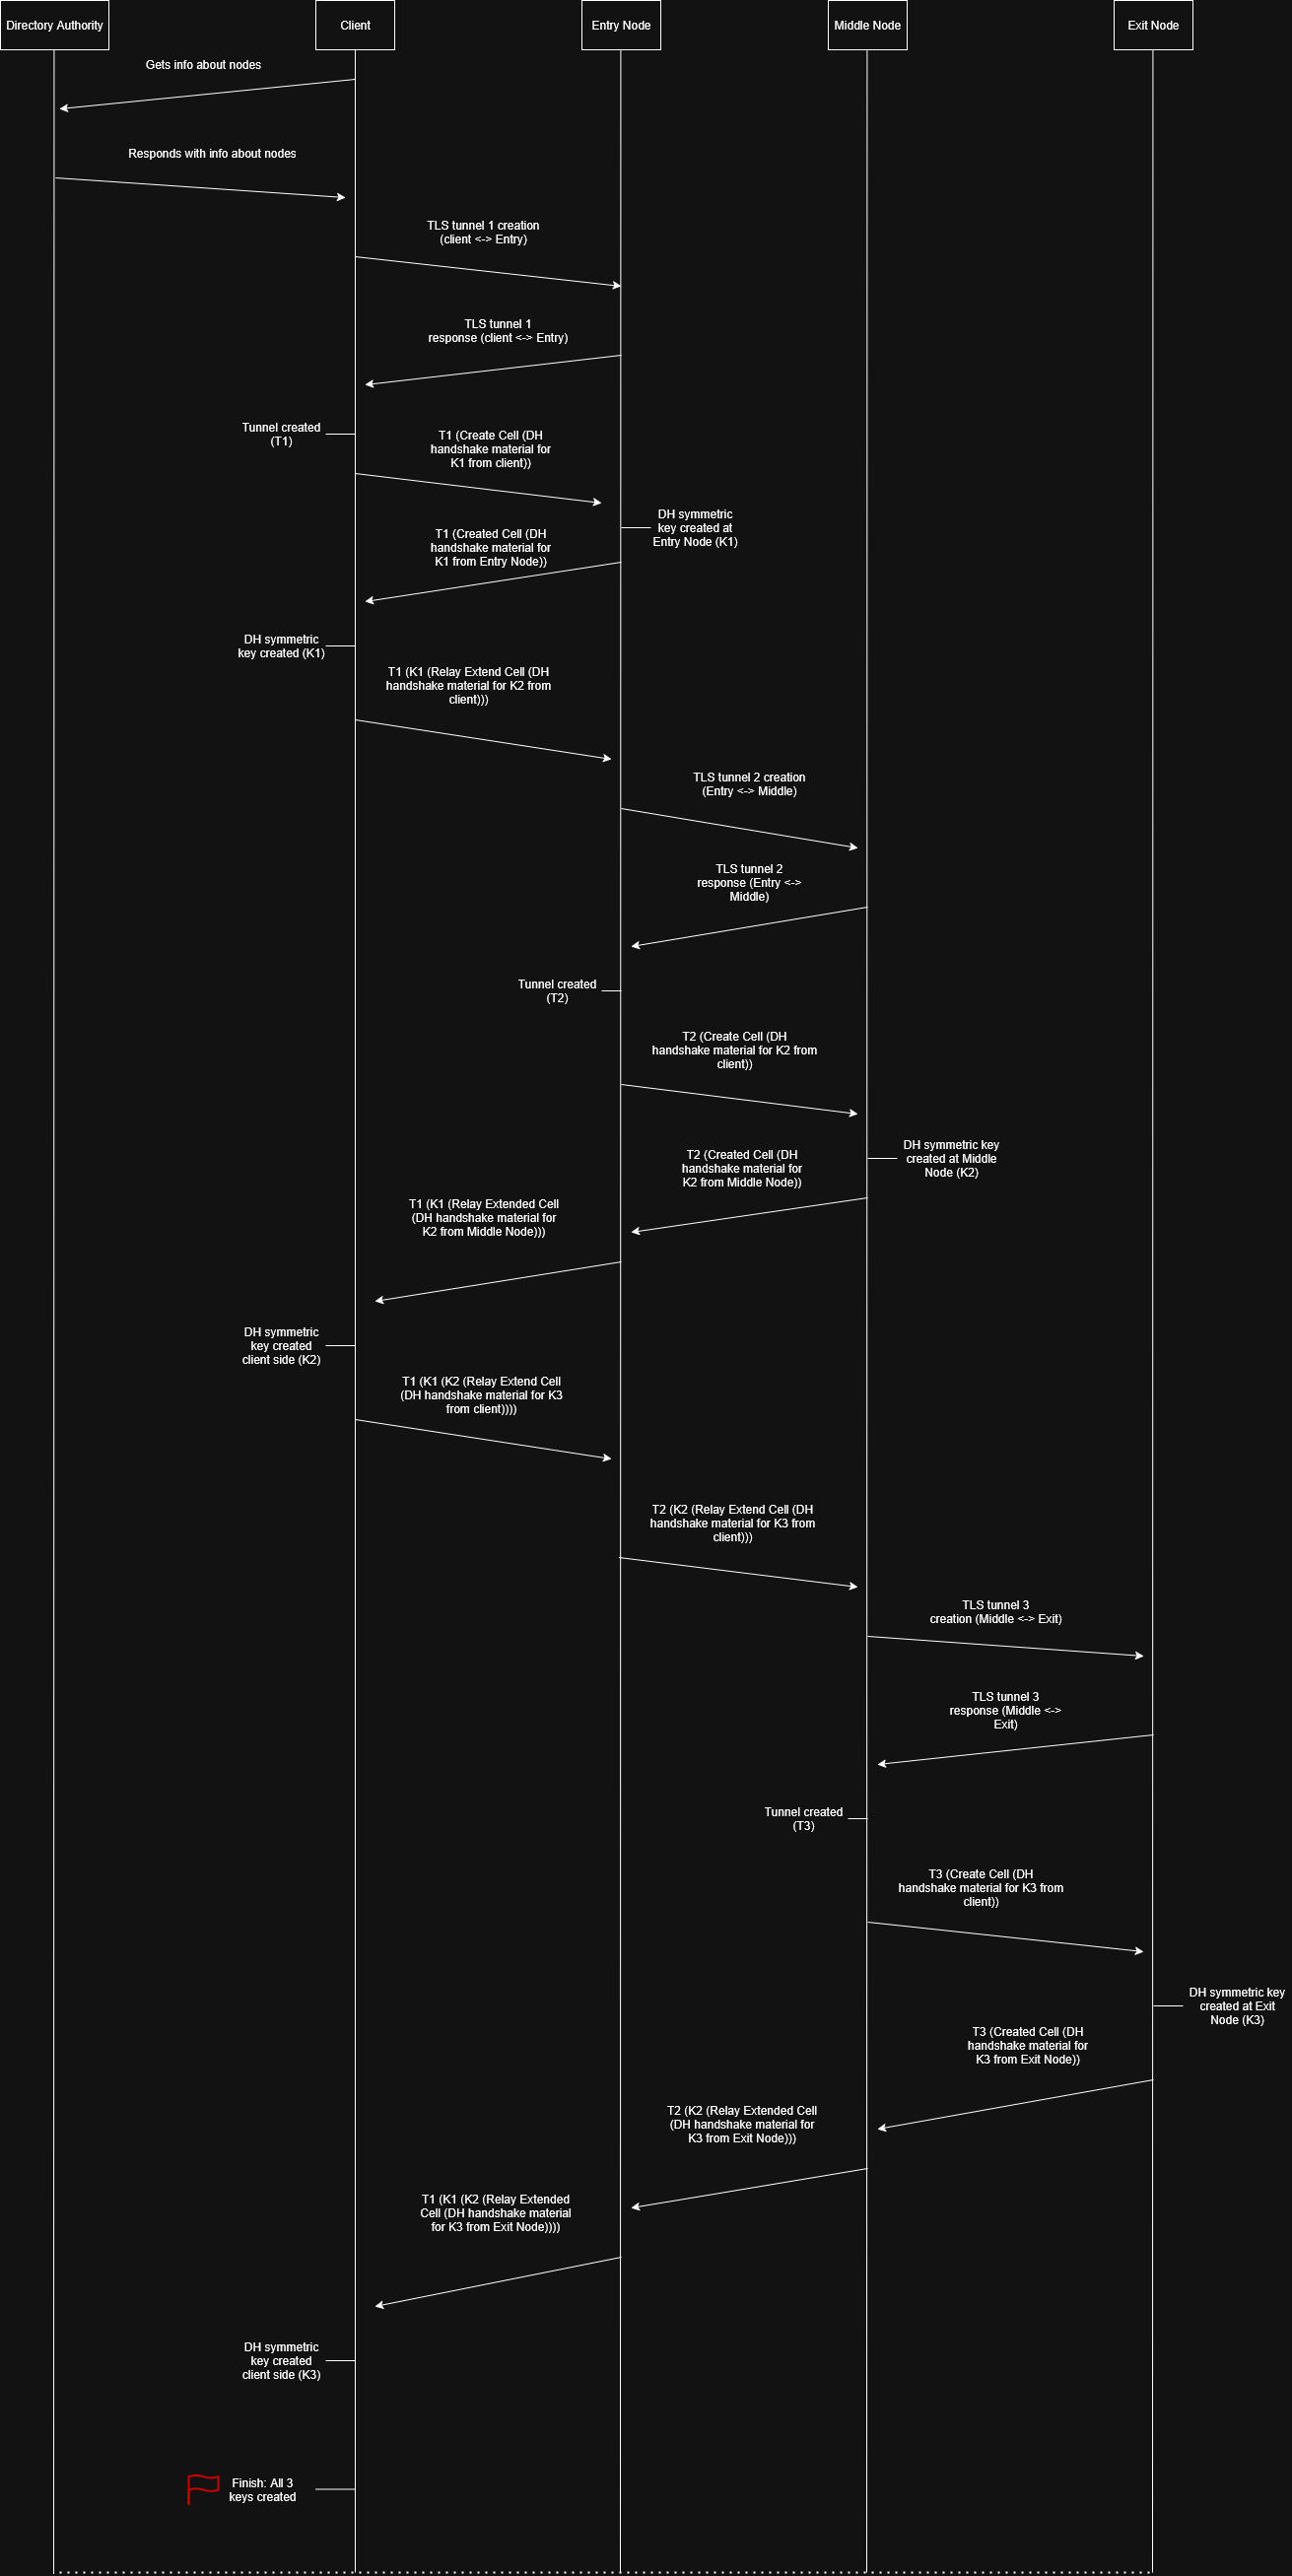 Directory Authority
Client
Entry Node
Middle Node
Exit Node
Gets info about nodes
Responds with info about nodes
TLS tunnel 1 creation
(client <-> Entry)
TLS tunnel 1
response (client <-> Entry)
Tunnel created
(T1)
T1 (Create Cell (DH
handshake material for
K1 from client))
DH symmetric
key created at
Entry Node (K1)
T1 (Created Cell (DH
handshake material for
K1 from Entry Node))
DH symmetric
key created (K1)
T1 (K1 (Relay Extend Cell (DH
handshake material for K2 from
client)))
TLS tunnel 2 creation
(Entry <-> Middle)
TLS tunnel 2
response (Entry <->
Middle)
Tunnel created
(T2)
T2 (Create Cell (DH
handshake material for K2 from
client))
DH symmetric key
created at Middle
Node (K2)
T2 (Created Cell (DH
handshake material for
K2 from Middle Node))
T1 (K1 (Relay Extended Cell
(DH handshake material for
K2 from Middle Node)))
DH symmetric
key created
client side (K2)
T1 (K1 (K2 (Relay Extend Cell
(DH handshake material for K3
from client))))
T2 (K2 (Relay Extend Cell (DH
handshake material for K3 from
client)))
TLS tunnel 3
creation (Middle <-> Exit)
TLS tunnel 3
response (Middle <->
Exit)
Tunnel created
(T3)
T3 (Create Cell (DH
handshake material for K3 from
client))
DH symmetric key
created at Exit
Node (K3)
T3 (Created Cell (DH
handshake material for
K3 from Exit Node))
T2 (K2 (Relay Extended Cell
(DH handshake material for
K3 from Exit Node)))
T1 (K1 (K2 (Relay Extended
Cell (DH handshake material
for K3 from Exit Node))))
DH symmetric
key created
client side (K3)
Finish: All 3
keys created